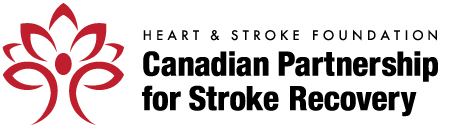 HEART & STROKE FOUNDATION
Canadian Partnership
for Stroke Recovery